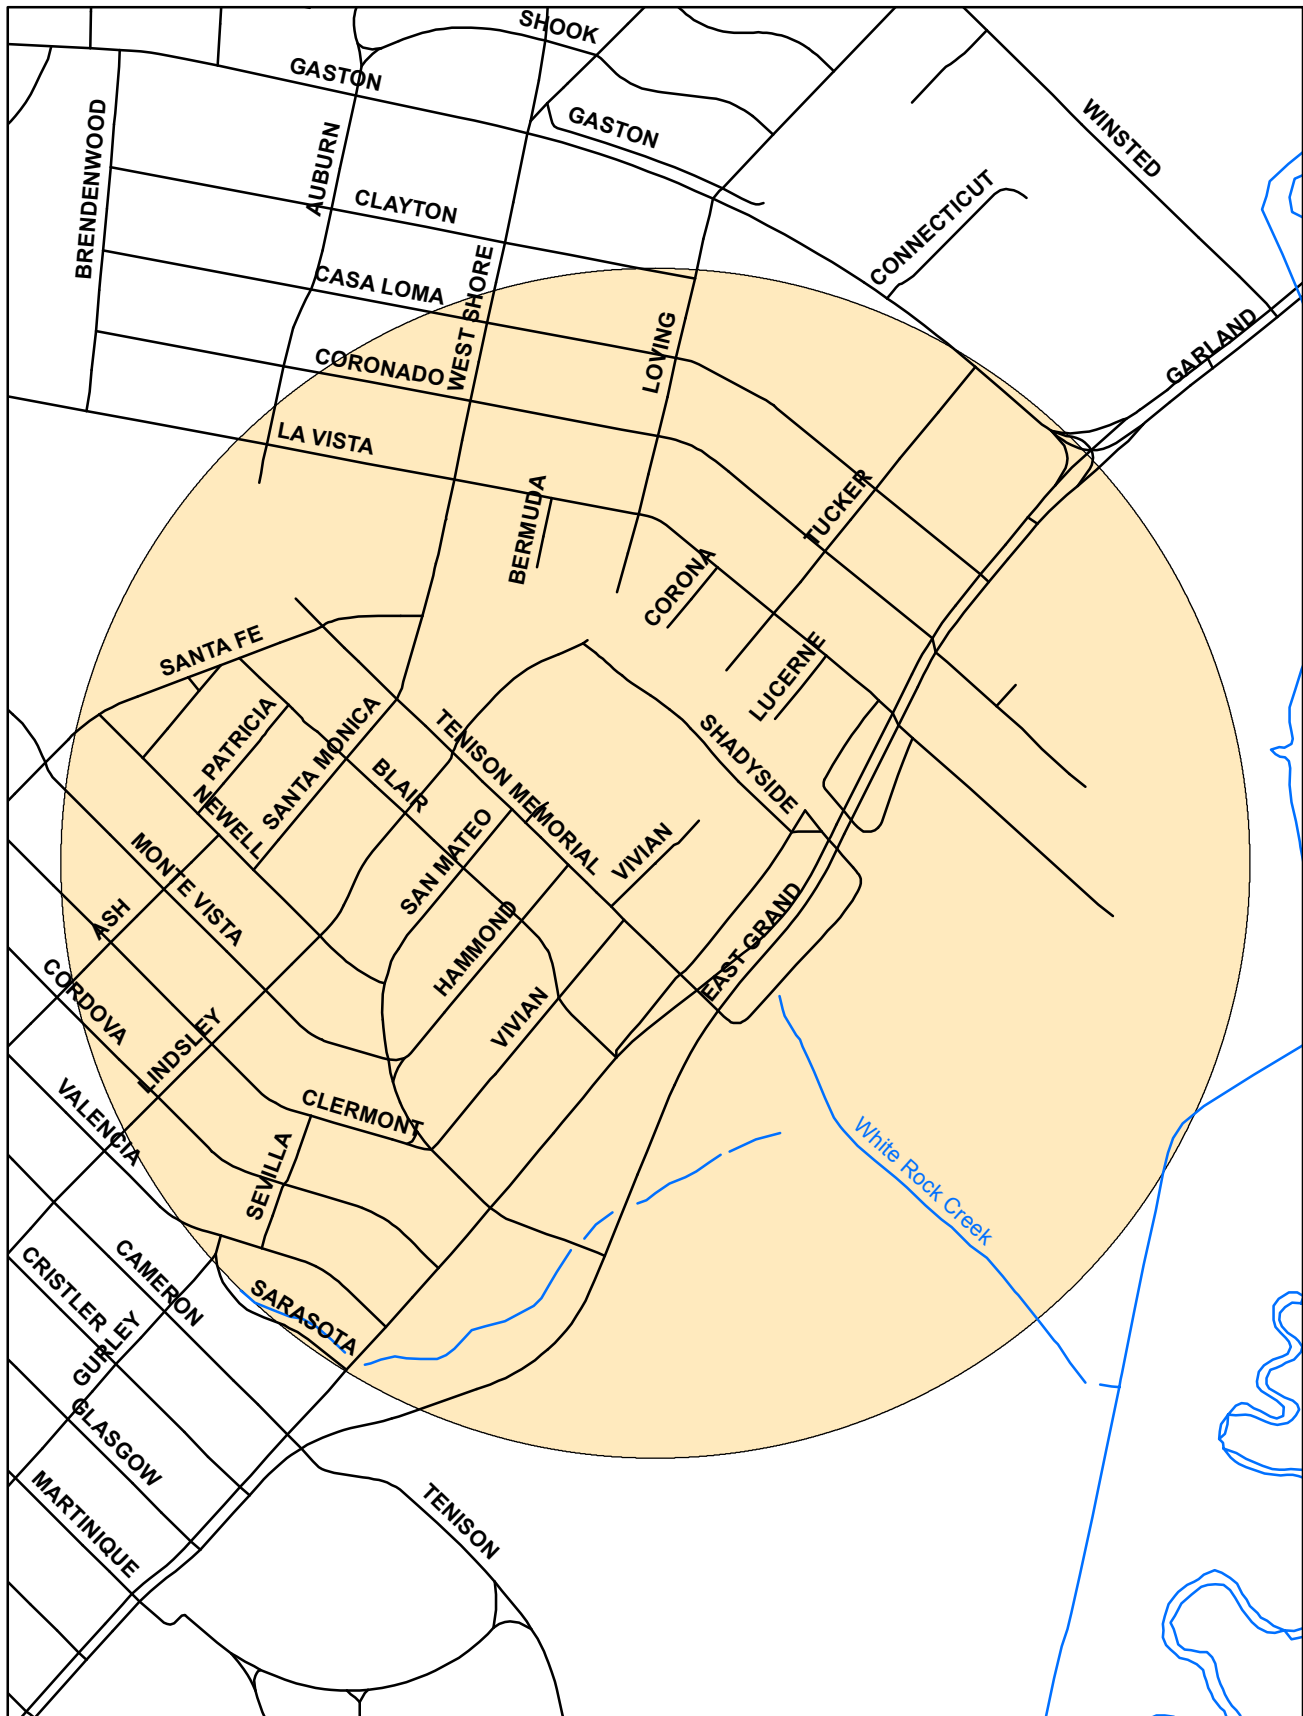 SHOOK
GASTON
GASTON
WINSTED
BRENDENWOOD
AUBURN
CLAYTON
CONNECTICUT
CASA LOMA
WEST SHORE
LOVING
GARLAND
CORONADO
LA VISTA
BERMUDA
TUCKER
CORONA
SANTA FE
LUCERNE
PATRICIA
SANTA MONICA
TENISON MEMORIAL
SHADYSIDE
BLAIR
NEWELL
SAN MATEO
VIVIAN
MONTE VISTA
ASH
HAMMOND
EAST GRAND
CORDOVA
VIVIAN
LINDSLEY
VALENCIA
CLERMONT
SEVILLA
White Rock Creek
CAMERON
CRISTLER
SARASOTA
GURLEY
GLASGOW
MARTINIQUE
TENISON